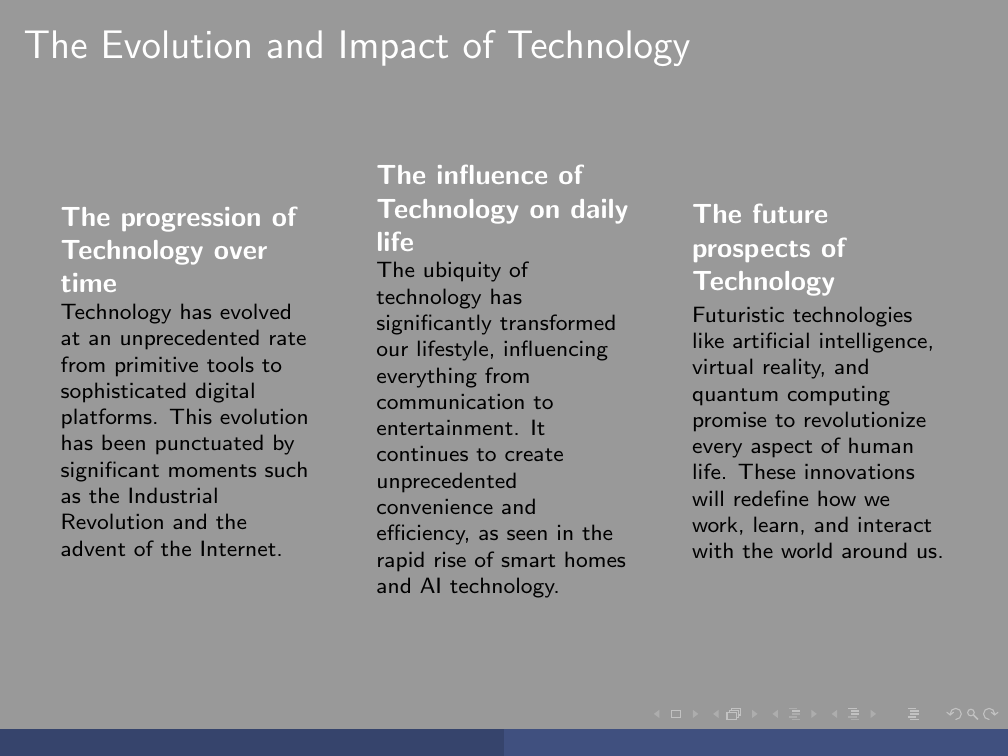 The Evolution and Impact of Technology
The progression of
Technology over
time
Technology has evolved
at an unprecedented rate
from primitive tools to
sophisticated digital
platforms. This evolution
has been punctuated by
significant moments such
as the Industrial
Revolution and the
advent of the Internet.
The influence of
Technology on daily
life
The ubiquity of
technology has
significantly transformed
our lifestyle, influencing
everything from
communication to
entertainment. It
continues to create
unprecedented
convenience and
efficiency, as seen in the
rapid rise of smart homes
and AI technology.
The future
prospects of
Technology
Futuristic technologies
like artificial intelligence,
virtual reality, and
quantum computing
promise to revolutionize
every aspect of human
life. These innovations
will redefine how we
work, learn, and interact
with the world around us.